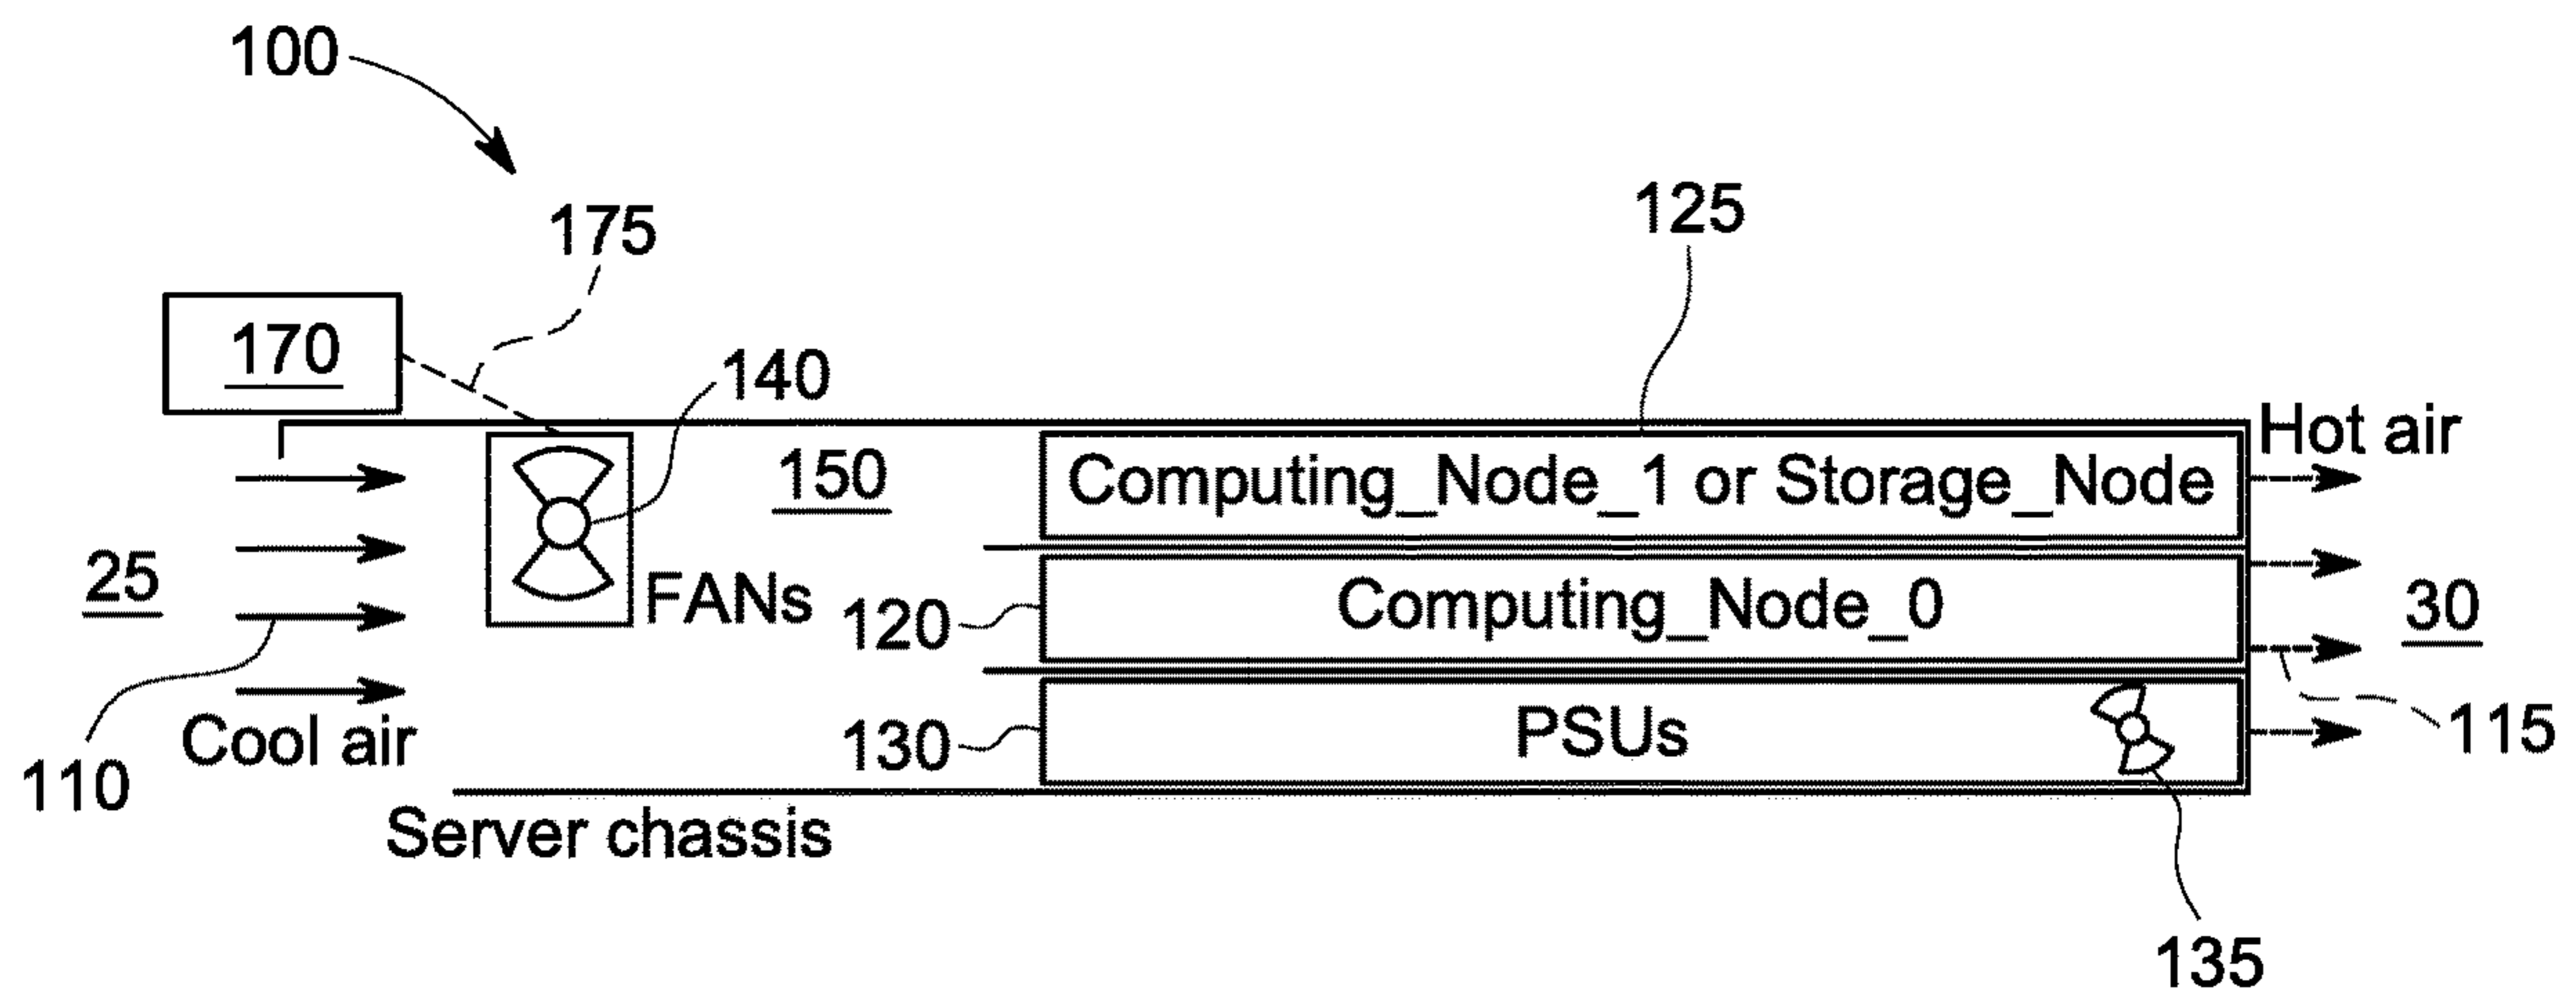 100
175
125
170
140
Hot air
150
Computing_Node_1 or Storage_Node
25
FANs
120
Computing_Node_0
30
Cool air
110
130
PSUs
115
Server chassis
135